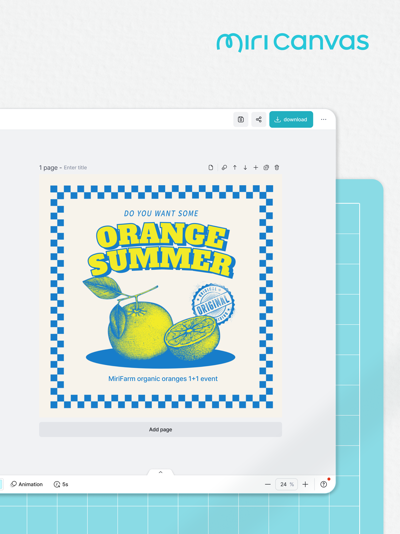 miri canvas
download
1 page – Enter title
DO YOU WANT SOME
ORANGE
SUMMER
ORIGINAL
MiriFarm organic oranges 1+1 event
Add page
Animation
5s
24 %